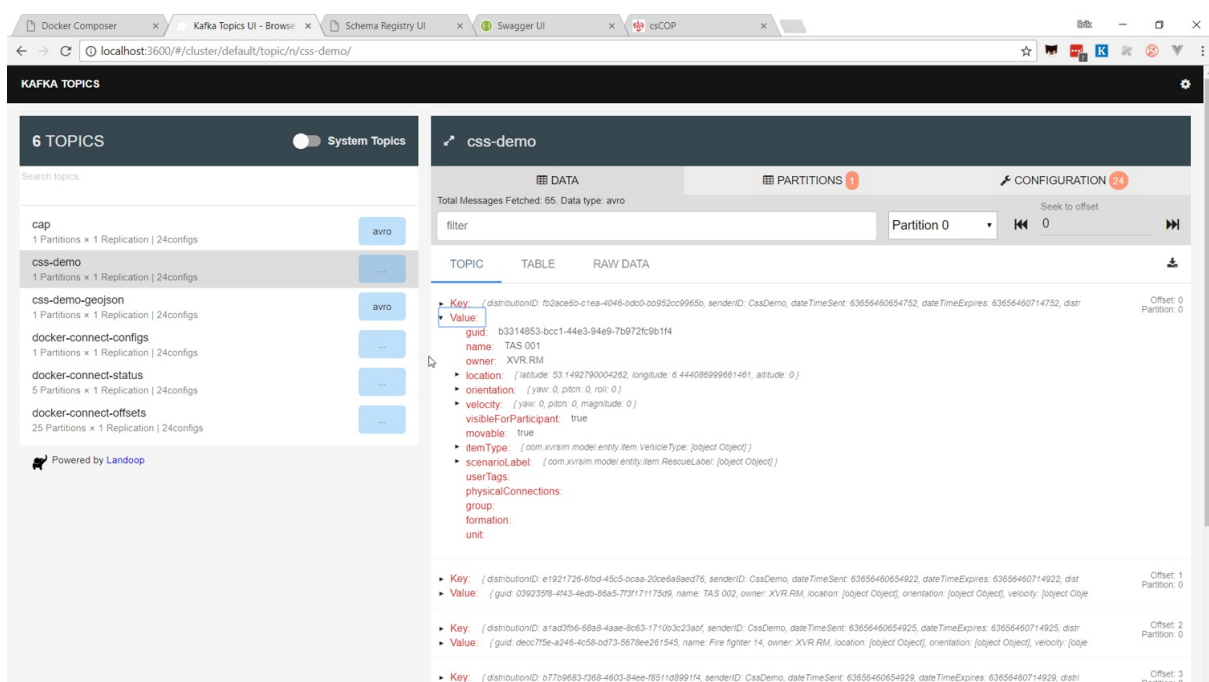 Docker Composer
Kafka Topics UI - Browse
Schema Registry UI
Swagger UI
csCOP
localhost:3600/#/cluster/default/topic/n/css-demo/
KAFKA TOPICS
6 TOPICS
System Topics
Search topics
cap
avro
1 Partitions × 1 Replication | 24configs
css-demo
...
1 Partitions × 1 Replication | 24configs
css-demo-geojson
avro
1 Partitions × 1 Replication | 24configs
docker-connect-configs
...
1 Partitions × 1 Replication | 24configs
docker-connect-status
...
5 Partitions × 1 Replication | 24configs
docker-connect-offsets
...
25 Partitions × 1 Replication | 24configs
Powered by Landoop
css-demo
DATA
PARTITIONS 1
CONFIGURATION 24
Total Messages Fetched: 65. Data type: avro
filter
Partition 0
Seek to offset
0
TOPIC
TABLE
RAW DATA
Key: { distributionID: fb2ace6b-c1ea-4046-bdc0-bb952cc9965b, senderID: CssDemo, dateTimeSent: 63656460654752, dateTimeExpires: 63656460714752, distr
Offset: 0
Partition: 0
Value:
guid: b3314853-bcc1-44e3-94e9-7b972fc9b1f4
name: TAS 001
owner: XVR.RM
location: { latitude: 53.1492790004262, longitude: 6.444086999661461, altitude: 0 }
orientation: { yaw: 0, pitch: 0, roll: 0 }
velocity: { yaw: 0, pitch: 0, magnitude: 0 }
visibleForParticipant: true
movable: true
itemType: { com.xvrsim.model.entity.item.VehicleType: [object Object] }
scenarioLabel: { com.xvrsim.model.entity.item.RescueLabel: [object Object] }
userTags:
physicalConnections:
group:
formation:
unit:
Key: { distributionID: e1921726-6fbd-45c5-bcaa-20ce6a8aed76, senderID: CssDemo, dateTimeSent: 63656460654922, dateTimeExpires: 63656460714922, dist
Offset: 1
Partition: 0
Value: { guid: 039235f8-4f43-4edb-86a5-7f3f171175d9, name: TAS 002, owner: XVR.RM, location: [object Object], orientation: [object Object], velocity: [object Obje
Key: { distributionID: a1ad3fb6-68a8-4aae-8c63-1710b3c23abf, senderID: CssDemo, dateTimeSent: 63656460654925, dateTimeExpires: 63656460714925, distr
Offset: 2
Partition: 0
Value: { guid: decc7f5e-a246-4c58-bd73-5678ee261545, name: Fire fighter 14, owner: XVR.RM, location: [object Object], orientation: [object Object], velocity: [obje
Key: { distributionID: b77b9683-f368-4603-84ee-f8511d8991f4, senderID: CssDemo, dateTimeSent: 63656460654929, dateTimeExpires: 63656460714929, distri
Offset: 3